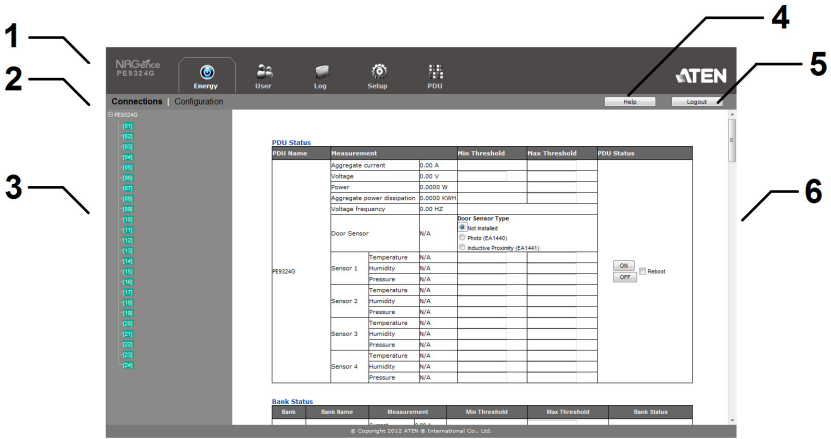 1
2
3
4
5
6
NRGence
PE9324G
Energy
User
Log
Setup
PDU
ATEN
Connections | Configuration
Help
Logout
PE9324G
[01]
[02]
[03]
[04]
[05]
[06]
[07]
[08]
[09]
[10]
[11]
[12]
[13]
[14]
[15]
[16]
[17]
[18]
[19]
[20]
[21]
[22]
[23]
[24]
PDU Status
PDU Name Measurement Min Threshold Max Threshold PDU Status
PE9324G
Aggregate current 0.00 A
Voltage 0.00 V
Power 0.0000 W
Aggregate power dissipation 0.0000 KWH
Voltage frequency 0.00 HZ
Door Sensor N/A
Door Sensor Type
Not Installed
Photo (EA1440)
Inductive Proximity (EA1441)
Sensor 1
Temperature N/A
Humidity N/A
Pressure N/A
Sensor 2
Temperature N/A
Humidity N/A
Pressure N/A
Sensor 3
Temperature N/A
Humidity N/A
Pressure N/A
Sensor 4
Temperature N/A
Humidity N/A
Pressure N/A
ON
OFF
Reboot
Bank Status
Bank Bank Name Measurement Min Threshold Max Threshold Bank Status
© Copyright 2012 ATEN ® International Co., Ltd.